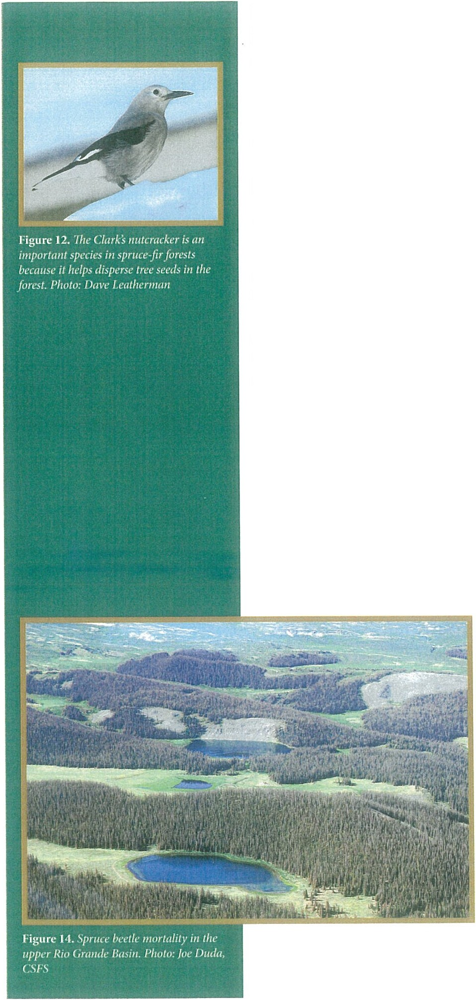 Figure 12. The Clark's nutcracker is an
important species in spruce-fir forests
because it helps disperse tree seeds in the
forest. Photo: Dave Leatherman
Figure 14. Spruce beetle mortality in the
upper Rio Grande Basin. Photo: Joe Duda,
CSFS